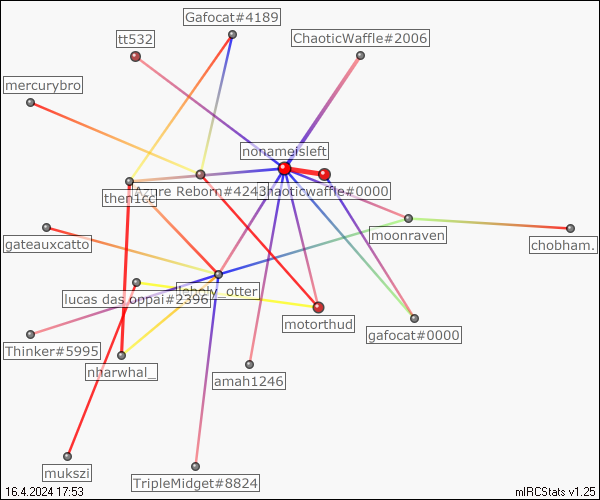 Gafocat#4189
tt532
ChaoticWaffle#2006
mercurybro
nonameisleft
Azure Reborn#4243
chaoticwaffle#0000
then1cc
moonraven
gateauxcatto
chobham.
lucas das oppai#2396
motorthud
gafocat#0000
Thinker#5995
nharwhal_
amah1246
mukszi
TripleMidget#8824
16.4.2024 17:53
mIRCStats v1.25